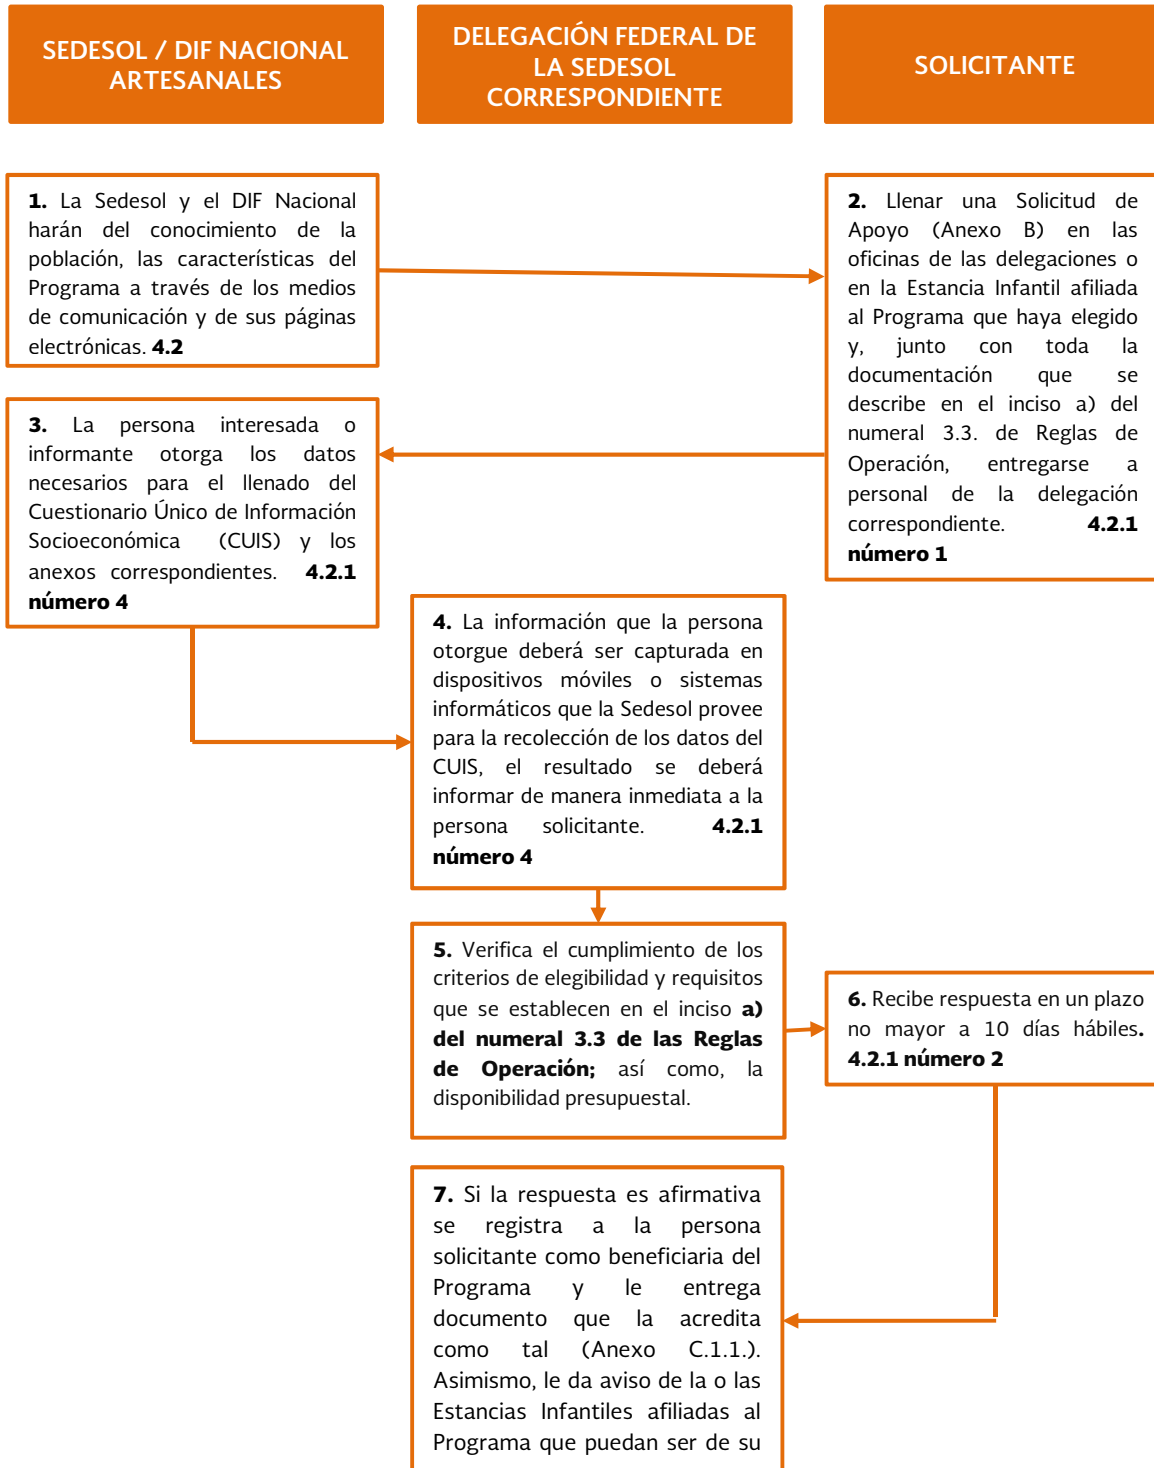 SEDESOL / DIF NACIONAL
ARTESANALES
DELEGACIÓN FEDERAL DE
LA SEDESOL
CORRESPONDIENTE
SOLICITANTE
1. La Sedesol y el DIF Nacional
harán del conocimiento de la
población, las características del
Programa a través de los medios
de comunicación y de sus páginas
electrónicas. 4.2
2. Llenar una Solicitud de
Apoyo (Anexo B) en las
oficinas de las delegaciones o
en la Estancia Infantil afiliada
al Programa que haya elegido
y, junto con toda la
documentación que se
describe en el inciso a) del
numeral 3.3. de Reglas de
Operación, entregarse a
personal de la delegación
correspondiente. 4.2.1
número 1
3. La persona interesada o
informante otorga los datos
necesarios para el llenado del
Cuestionario Único de Información
Socioeconómica (CUIS) y los
anexos correspondientes. 4.2.1
número 4
4. La información que la persona
otorgue deberá ser capturada en
dispositivos móviles o sistemas
informáticos que la Sedesol provee
para la recolección de los datos del
CUIS, el resultado se deberá
informar de manera inmediata a la
persona solicitante. 4.2.1
número 4
5. Verifica el cumplimiento de los
criterios de elegibilidad y requisitos
que se establecen en el inciso a)
del numeral 3.3 de las Reglas
de Operación; así como, la
disponibilidad presupuestal.
6. Recibe respuesta en un plazo
no mayor a 10 días hábiles.
4.2.1 número 2
7. Si la respuesta es afirmativa
se registra a la persona
solicitante como beneficiaria del
Programa y le entrega
documento que la acredita
como tal (Anexo C.1.1.).
Asimismo, le da aviso de la o las
Estancias Infantiles afiliadas al
Programa que puedan ser de su